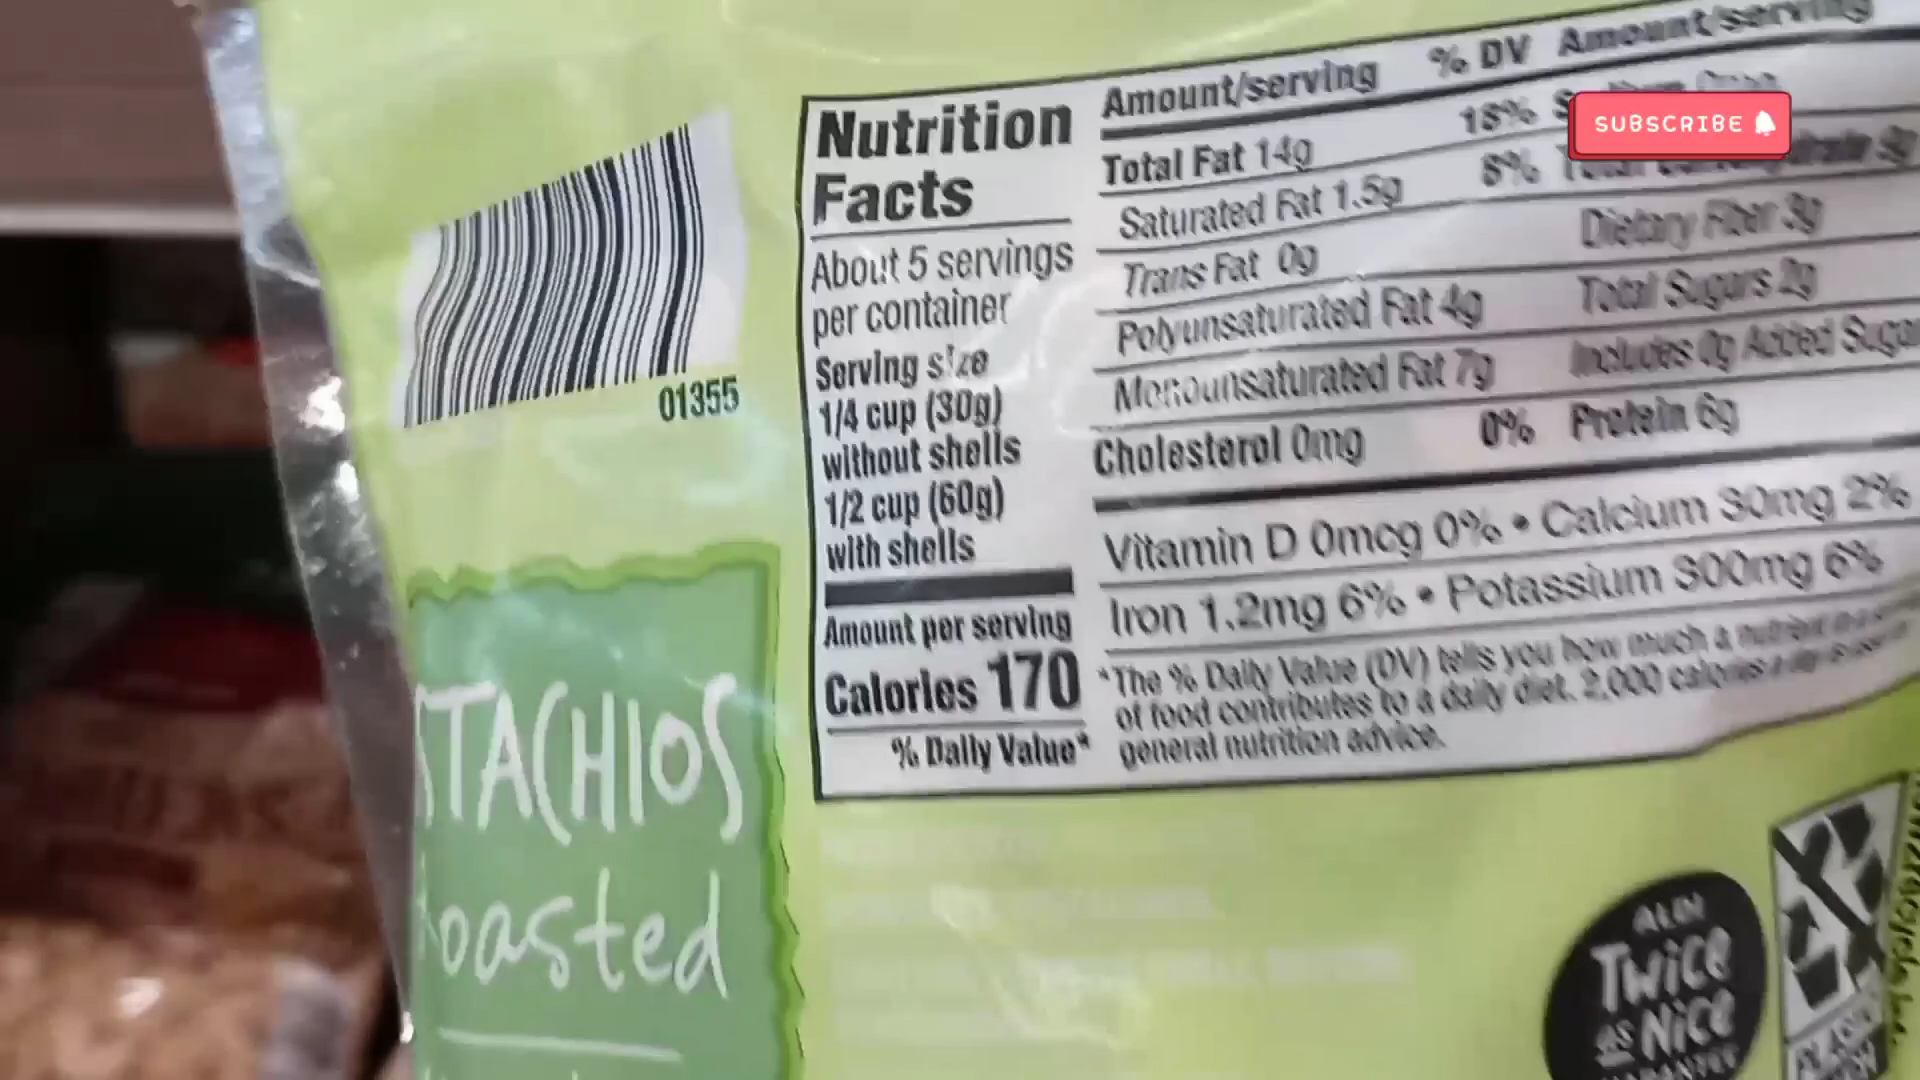 Nutrition
Facts
About 5 servings
per container
Serving size
1/4 cup (30g)
without shells
1/2 cup (60g)
with shells
Amount per serving
Calories 170
% Daily Value*
Amount/serving % DV
Total Fat 14g 18%
Saturated Fat 1.5g 8%
Trans Fat 0g
Polyunsaturated Fat 4g
Monounsaturated Fat 7g
Cholesterol 0mg 0%
Amount/serving
Dietary Fiber 3g
Total Sugars 2g
Includes 0g Added Sugar
Protein 6g
Vitamin D 0mcg 0% • Calcium 30mg 2%
Iron 1.2mg 6% • Potassium 300mg 6%
*The % Daily Value (DV) tells you how much a nutrient in a
of food contributes to a daily diet. 2,000 calories a day is
general nutrition advice.
SUBSCRIBE
01355
STACHIOS
oasted
ALDI
Twice
as Nice